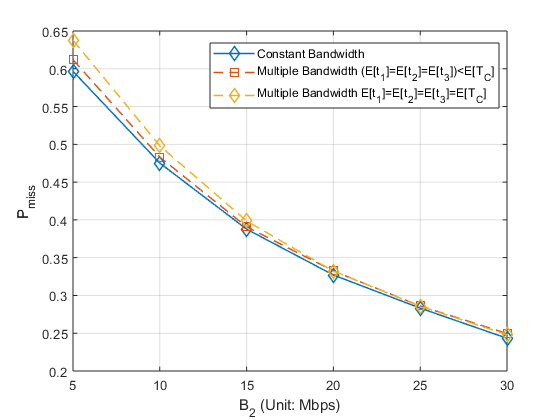 0.65
0.6
0.55
0.5
0.45
0.4
0.35
0.3
0.25
0.2
P_miss
Constant Bandwidth
Multiple Bandwidth (E[t_1]=E[t_2]=E[t_3])<E[T_C]
Multiple Bandwidth E[t_1]=E[t_2]=E[t_3]=E[T_C]
5 10 15 20 25 30
B_2 (Unit: Mbps)